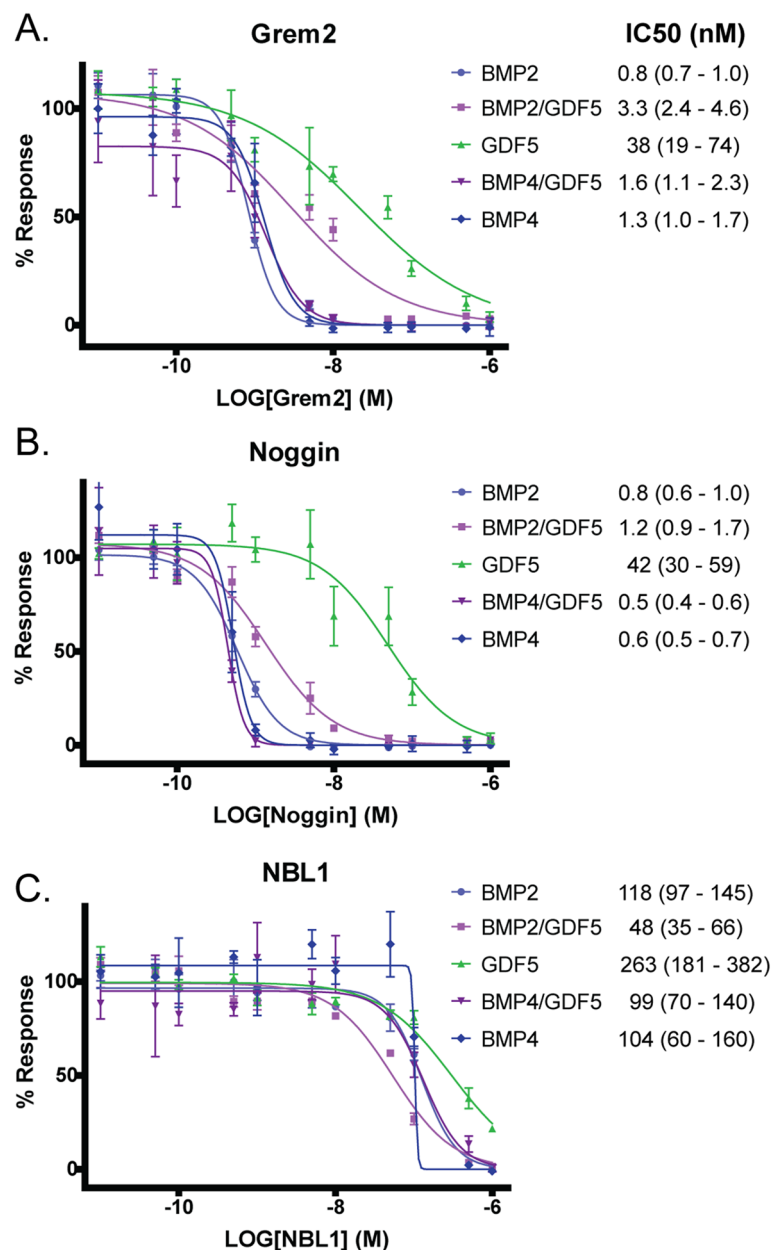 A.
Grem2
IC50 (nM)
BMP2 0.8 (0.7 - 1.0)
BMP2/GDF5 3.3 (2.4 - 4.6)
GDF5 38 (19 - 74)
BMP4/GDF5 1.6 (1.1 - 2.3)
BMP4 1.3 (1.0 - 1.7)
% Response
100
50
0
-10 -8 -6
LOG[Grem2] (M)
B.
Noggin
BMP2 0.8 (0.6 - 1.0)
BMP2/GDF5 1.2 (0.9 - 1.7)
GDF5 42 (30 - 59)
BMP4/GDF5 0.5 (0.4 - 0.6)
BMP4 0.6 (0.5 - 0.7)
% Response
100
50
0
-10 -8 -6
LOG[Noggin] (M)
C.
NBL1
BMP2 118 (97 - 145)
BMP2/GDF5 48 (35 - 66)
GDF5 263 (181 - 382)
BMP4/GDF5 99 (70 - 140)
BMP4 104 (60 - 160)
% Response
100
50
0
-10 -8 -6
LOG[NBL1] (M)